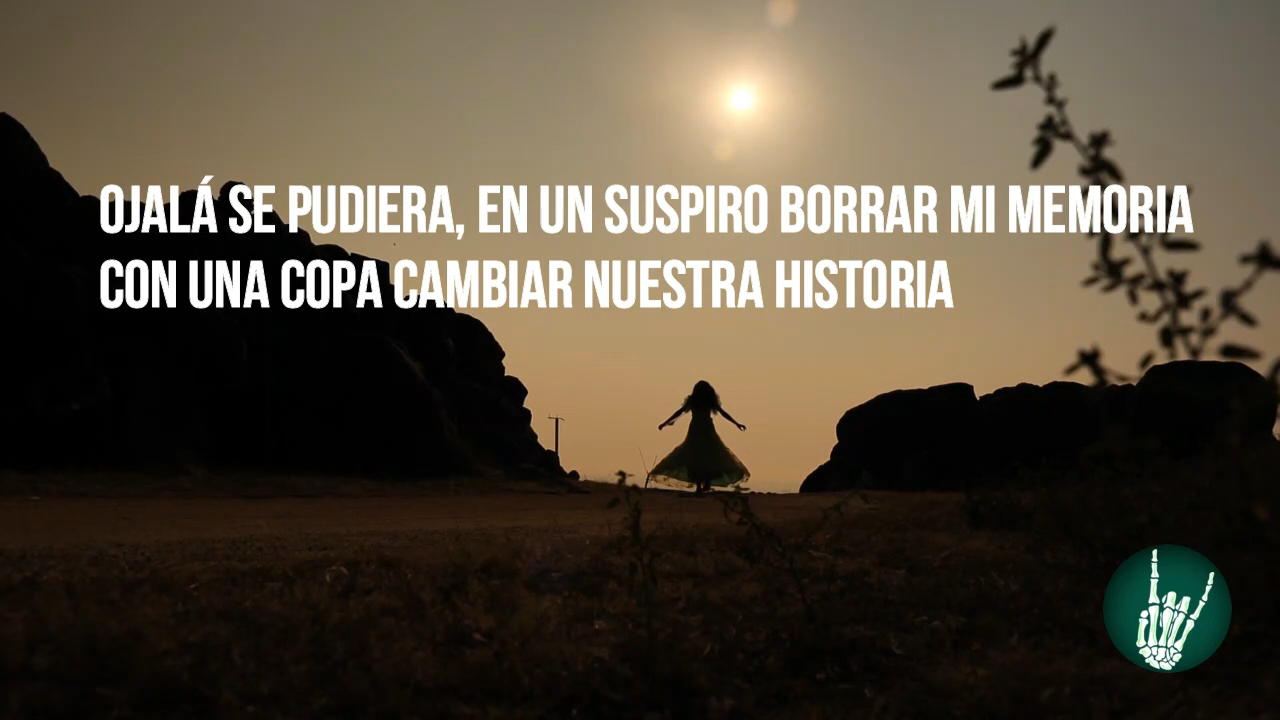 OJALÁ SE PUDIERA, EN UN SUSPIRO BORRAR MI MEMORIA
CON UNA COPA CAMBIAR NUESTRA HISTORIA